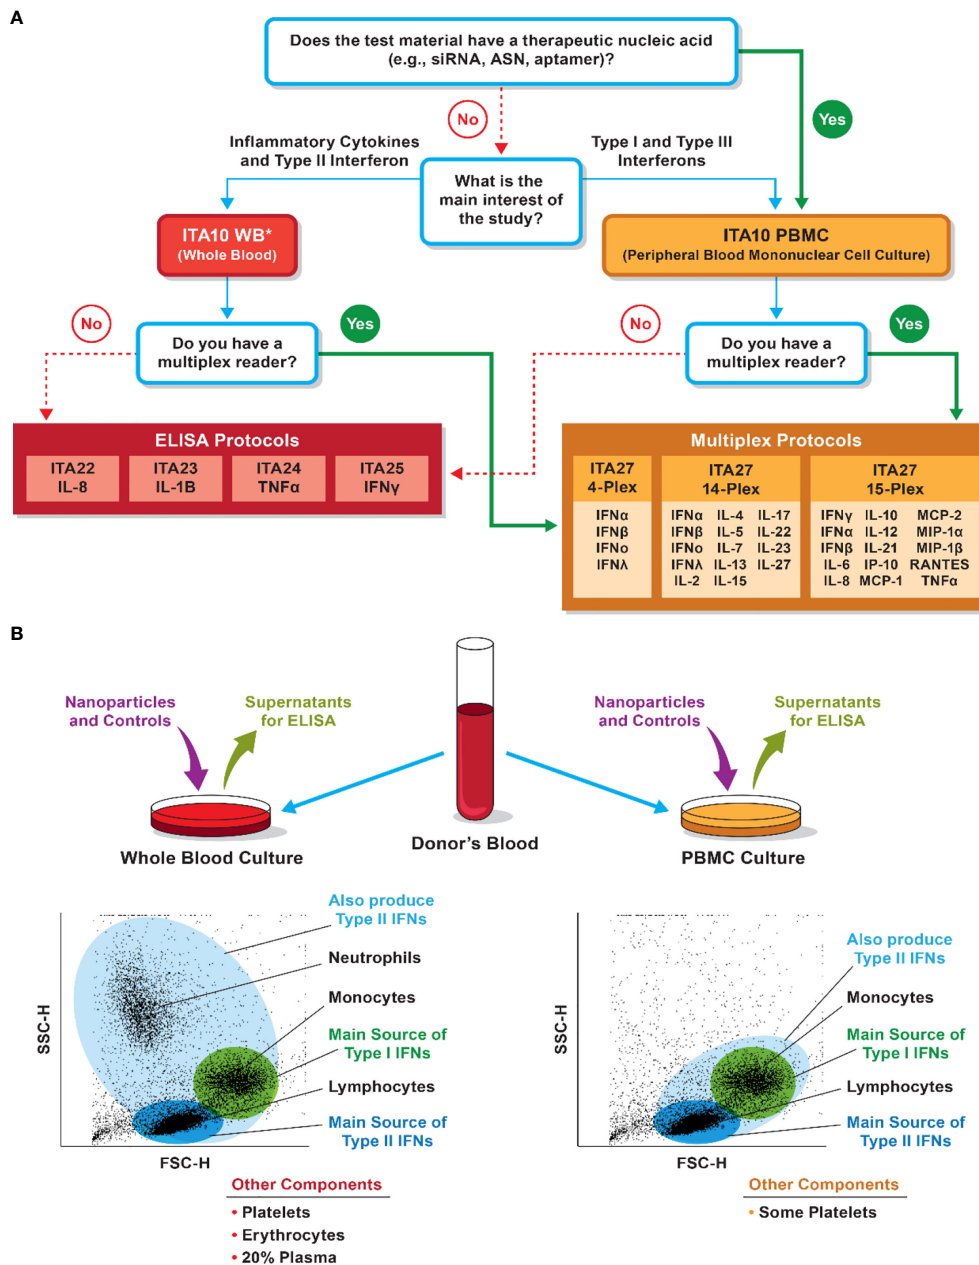 A
Does the test material have a therapeutic nucleic acid
(e.g., siRNA, ASN, aptamer)?
No
Yes
Inflammatory Cytokines
and Type II Interferon
Type I and Type III
Interferons
What is the
main interest of
the study?
ITA10 WB*
(Whole Blood)
ITA10 PBMC
(Peripheral Blood Mononuclear Cell Culture)
No
Yes
No
Yes
Do you have a
multiplex reader?
Do you have a
multiplex reader?
ELISA Protocols
ITA22
IL-8
ITA23
IL-1B
ITA24
TNFα
ITA25
IFNγ
Multiplex Protocols
ITA27
4-Plex
IFNα
IFNβ
IFNο
IFNλ
ITA27
14-Plex
IFNα IL-4 IL-17
IFNβ IL-5 IL-22
IFNο IL-7 IL-23
IFNλ IL-13 IL-27
IL-2 IL-15
ITA27
15-Plex
IFNγ IL-10 MCP-2
IFNα IL-12 MIP-1α
IFNβ IL-21 MIP-1β
IL-6 IP-10 RANTES
IL-8 MCP-1 TNFα
B
Nanoparticles
and Controls
Supernatants
for ELISA
Nanoparticles
and Controls
Supernatants
for ELISA
Whole Blood Culture
Donor's Blood
PBMC Culture
Also produce
Type II IFNs
Neutrophils
Monocytes
Main Source of
Type I IFNs
Lymphocytes
Main Source of
Type II IFNs
SSC-H
FSC-H
Other Components
• Platelets
• Erythrocytes
• 20% Plasma
Also produce
Type II IFNs
Monocytes
Main Source of
Type I IFNs
Lymphocytes
Main Source of
Type II IFNs
SSC-H
FSC-H
Other Components
• Some Platelets